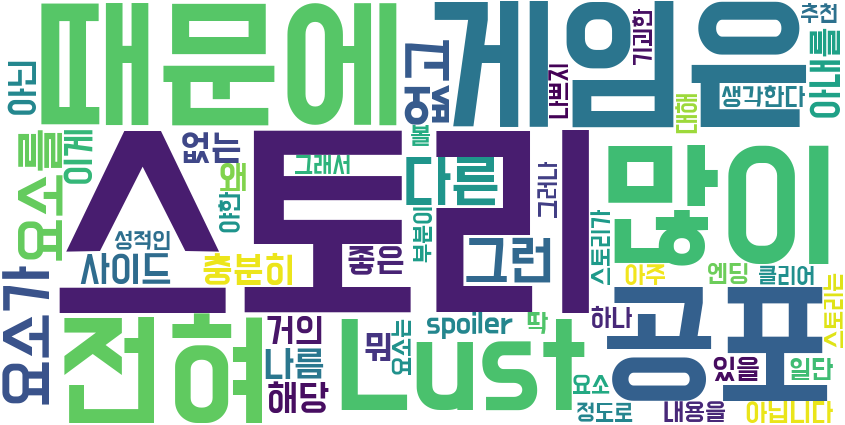 때문에
게임은
스토리
많이
전혀
Lust
공포
다른
그런
요소가
요소를
없고
아닌
이게
없는
왜
야한
그래서
볼
성적인
사이드
충분히
좋은
부분이
그러나
스토리가
나쁘지
기괴한
대해
생각한다
추천
아내를
아주
엔딩
클리어
스토리는
하나
딱
spoiler
거의
나름
해당
뭐
요소는
요소
정도로
내용을
있을
일단
아닙니다